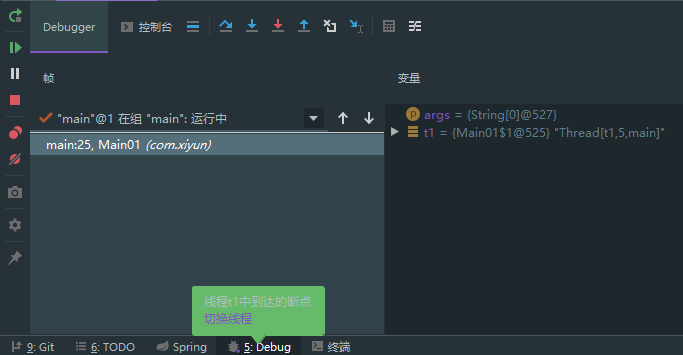 Debugger 控制台
帧 变量
"main"@1 在组 "main": 运行中
args = {String[0]@527}
main:25, Main01 (com.xiyun)
t1 = {Main01$1@525} "Thread[t1,5,main]"
线程t1中到达的断点
切换线程
9: Git 6: TODO Spring 5: Debug 终端